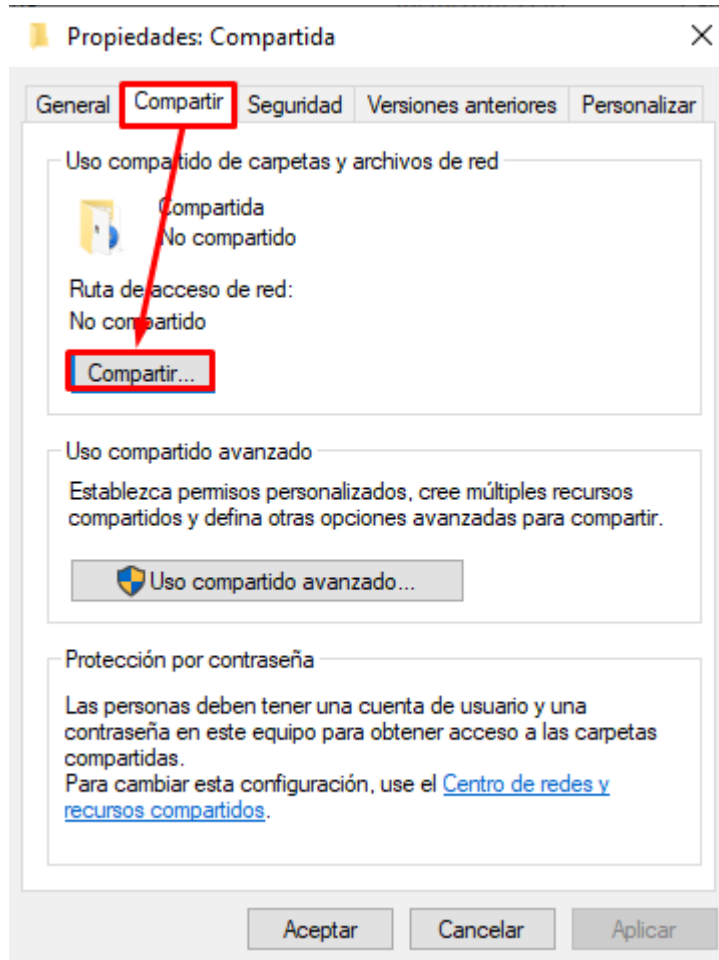 Propiedades: Compartida
General Compartir Seguridad Versiones anteriores Personalizar
Uso compartido de carpetas y archivos de red
Compartida
No compartido
Ruta de acceso de red:
No compartido
Compartir...
Uso compartido avanzado
Establezca permisos personalizados, cree múltiples recursos
compartidos y defina otras opciones avanzadas para compartir.
Uso compartido avanzado...
Protección por contraseña
Las personas deben tener una cuenta de usuario y una
contraseña en este equipo para obtener acceso a las carpetas
compartidas.
Para cambiar esta configuración, use el Centro de redes y
recursos compartidos.
Aceptar Cancelar Aplicar